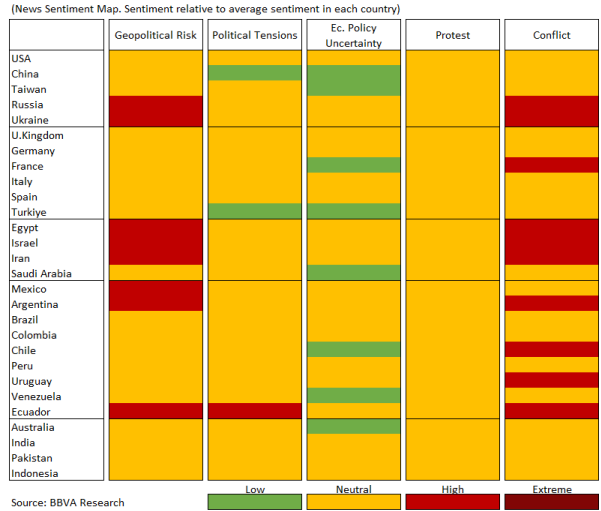 (News Sentiment Map. Sentiment relative to average sentiment in each country)
Geopolitical Risk
Political Tensions
Ec. Policy
Uncertainty
Protest
Conflict
USA
China
Taiwan
Russia
Ukraine
U.Kingdom
Germany
France
Italy
Spain
Turkiye
Egypt
Israel
Iran
Saudi Arabia
Mexico
Argentina
Brazil
Colombia
Chile
Peru
Uruguay
Venezuela
Ecuador
Australia
India
Pakistan
Indonesia
Low
Neutral
High
Extreme
Source: BBVA Research